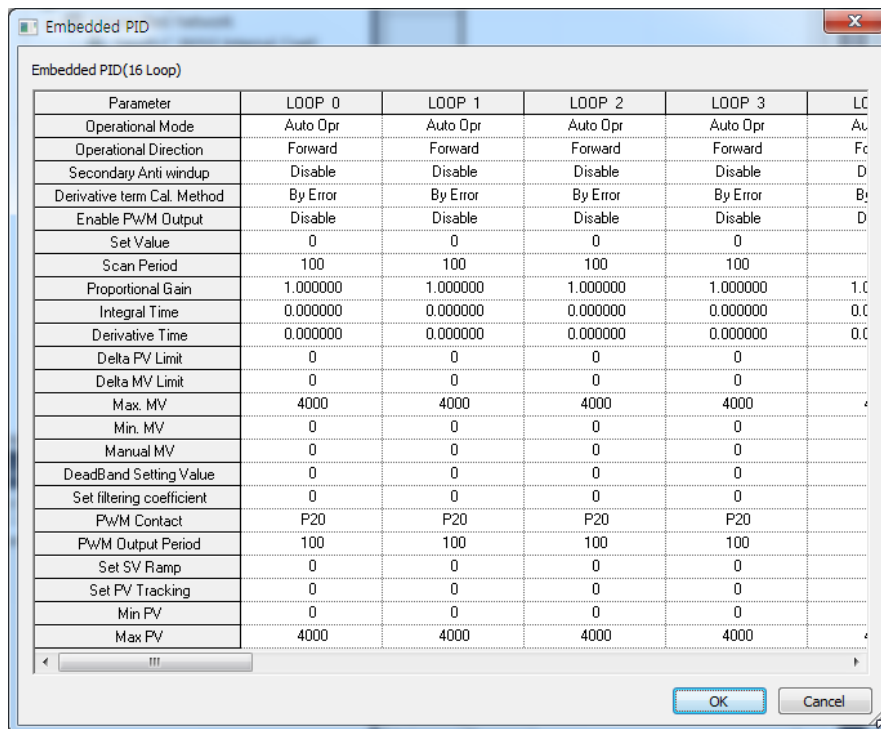 Embedded PID
Embedded PID(16 Loop)
Parameter LOOP 0 LOOP 1 LOOP 2 LOOP 3
Operational Mode Auto Opr Auto Opr Auto Opr Auto Opr
Operational Direction Forward Forward Forward Forward
Secondary Anti windup Disable Disable Disable Disable
Derivative term Cal. Method By Error By Error By Error By Error
Enable PWM Output Disable Disable Disable Disable
Set Value 0 0 0 0
Scan Period 100 100 100 100
Proportional Gain 1.000000 1.000000 1.000000 1.000000
Integral Time 0.000000 0.000000 0.000000 0.000000
Derivative Time 0.000000 0.000000 0.000000 0.000000
Delta PV Limit 0 0 0 0
Delta MV Limit 0 0 0 0
Max. MV 4000 4000 4000 4000
Min. MV 0 0 0 0
Manual MV 0 0 0 0
DeadBand Setting Value 0 0 0 0
Set filtering coefficient 0 0 0 0
PWM Contact P20 P20 P20 P20
PWM Output Period 100 100 100 100
Set SV Ramp 0 0 0 0
Set PV Tracking 0 0 0 0
Min PV 0 0 0 0
Max PV 4000 4000 4000 4000
OK Cancel